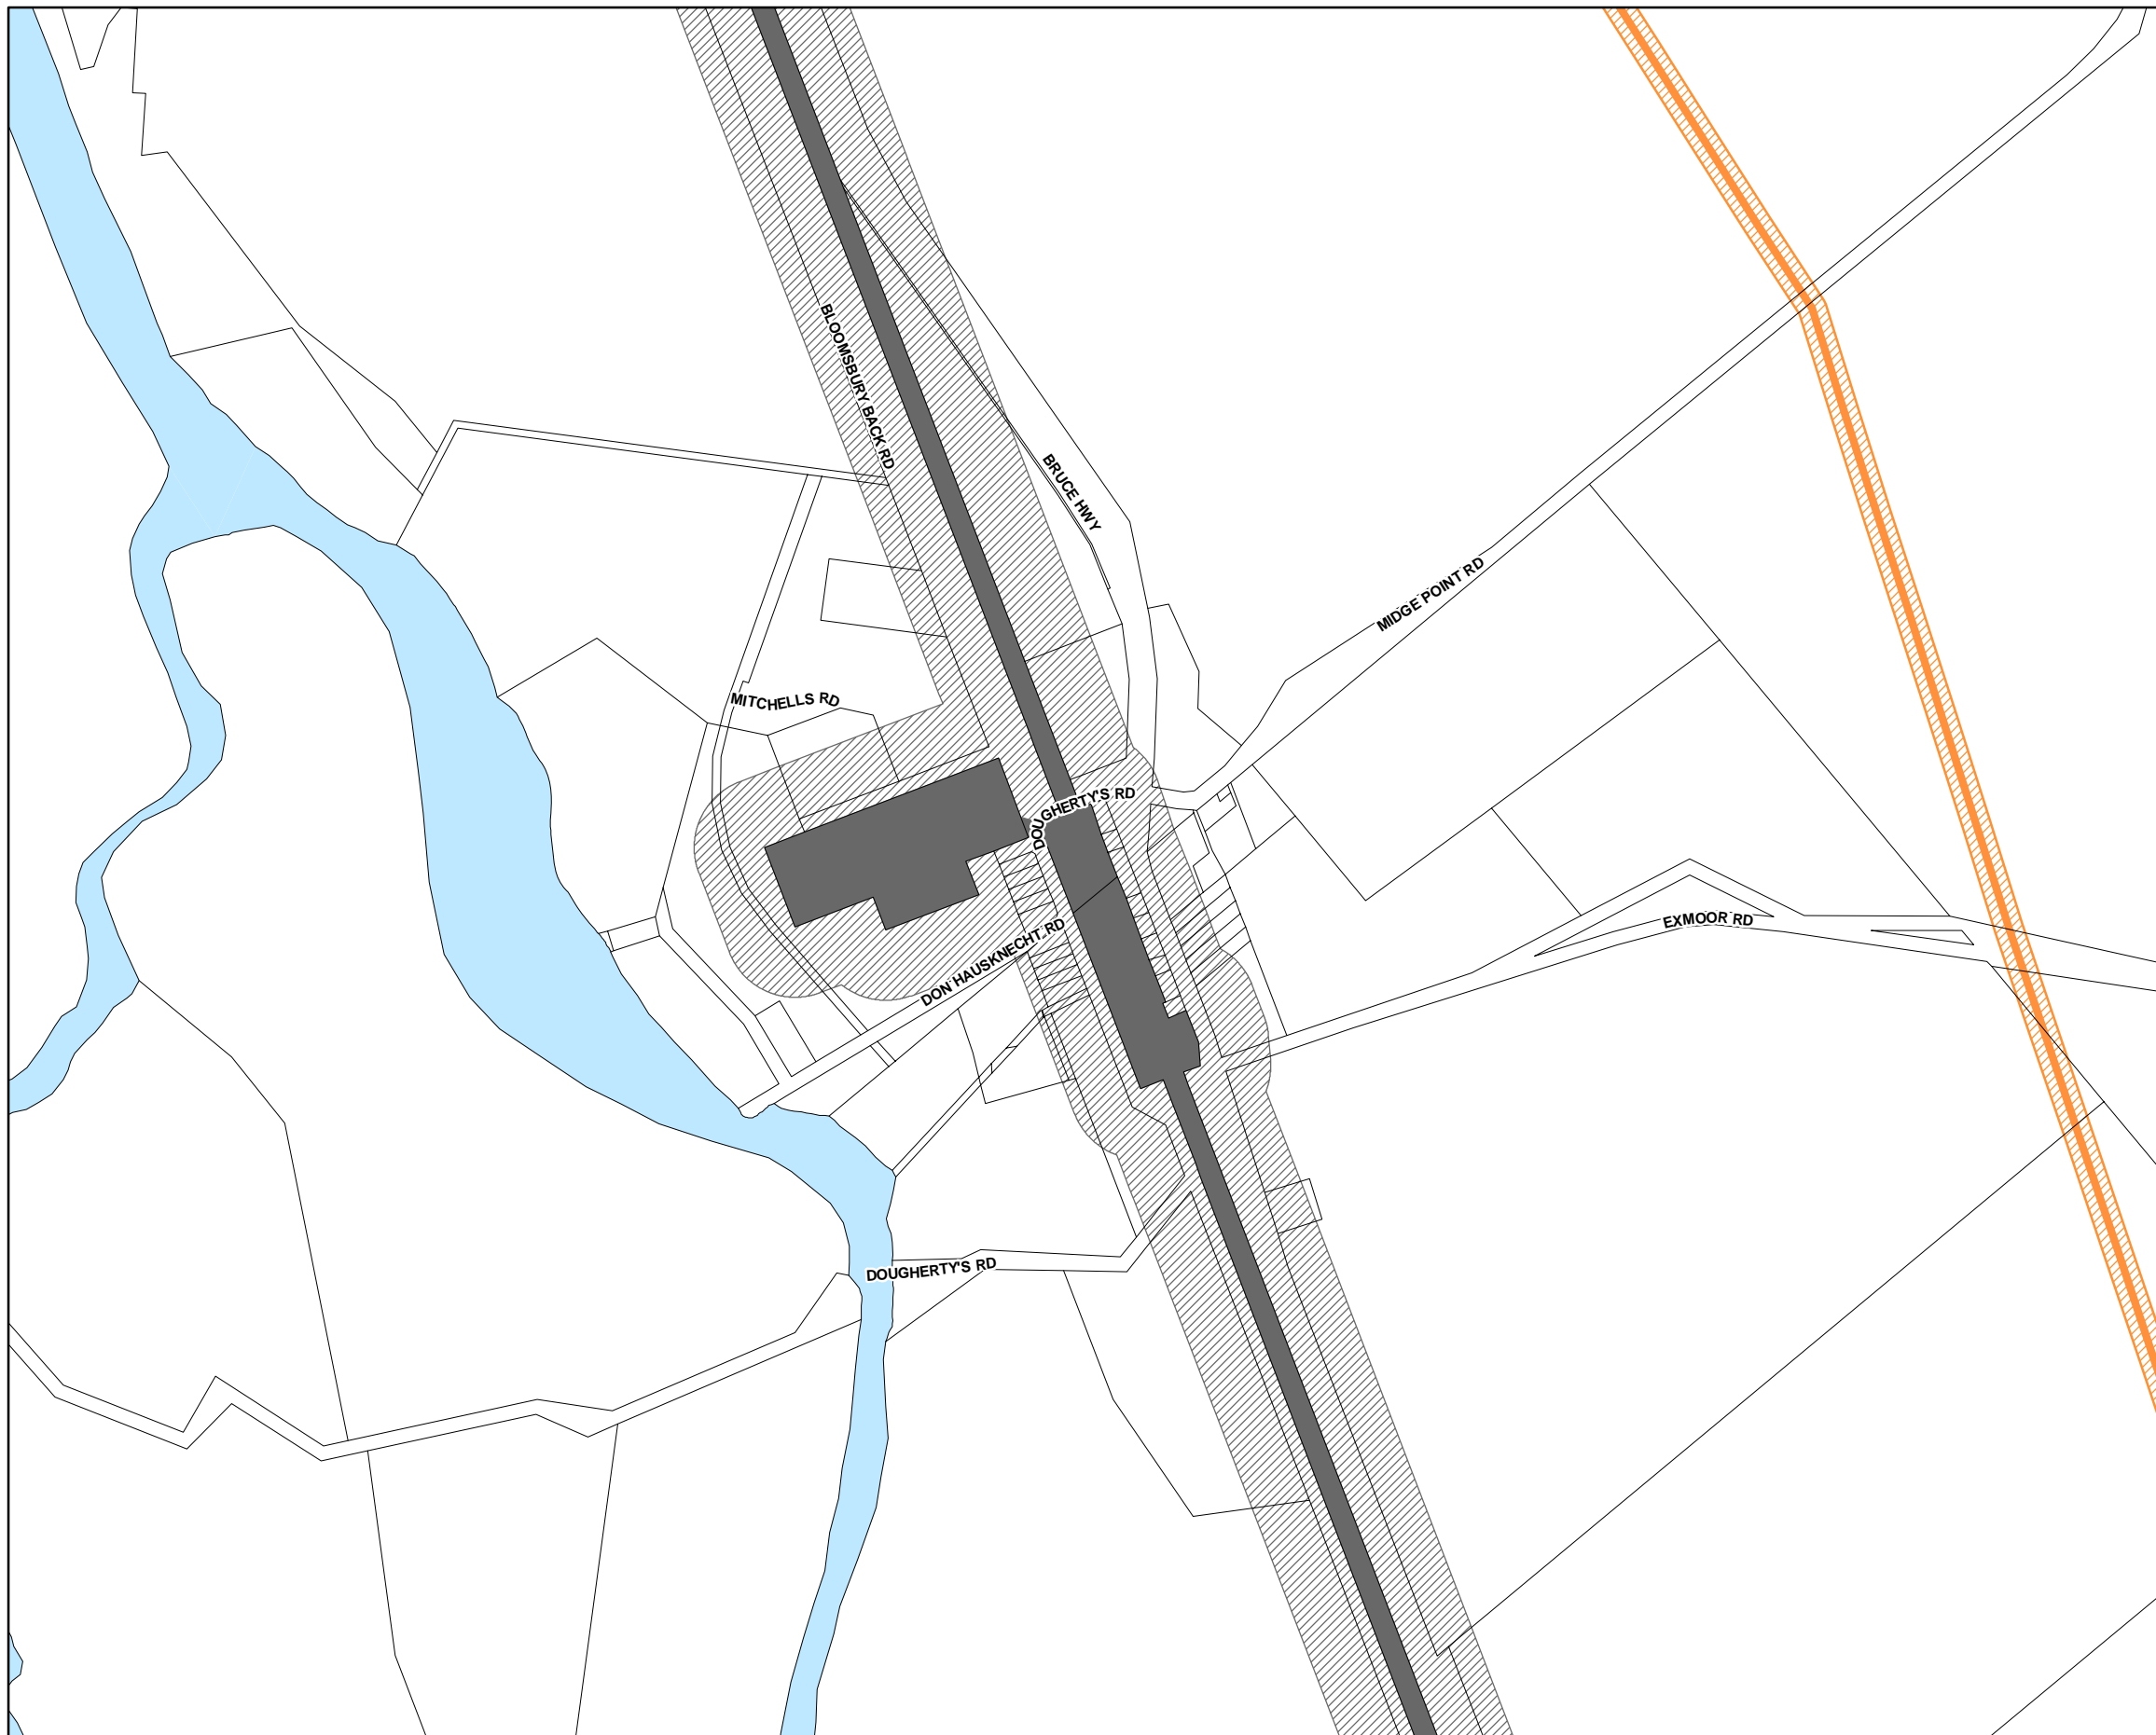 BLOOMSBURY BACK RD
BRUCE HWY
MIDGE POINT RD
MITCHELLS RD
DOUGHERTY'S RD
EXMOOR RD
DON HAUSKNECHT RD
DOUGHERTY'S RD